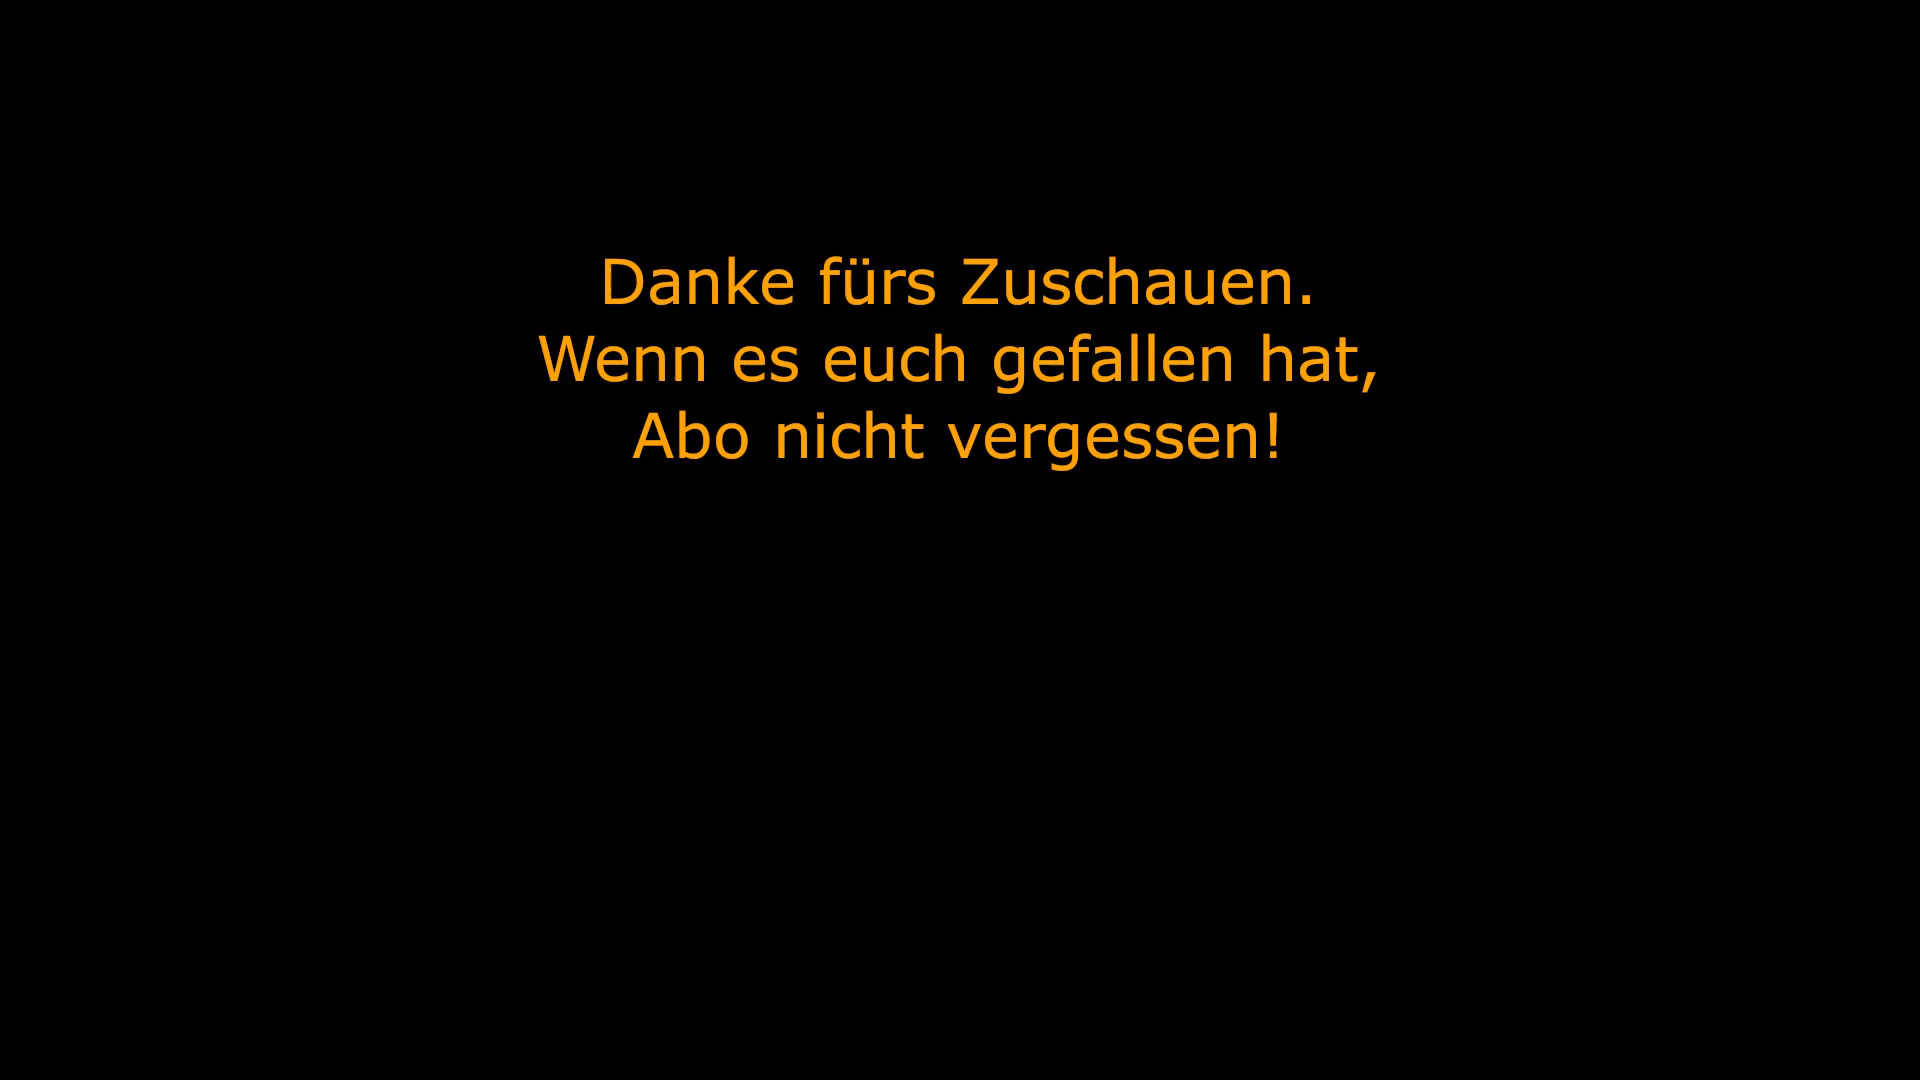 Danke fürs Zuschauen.
Wenn es euch gefallen hat,
Abo nicht vergessen!